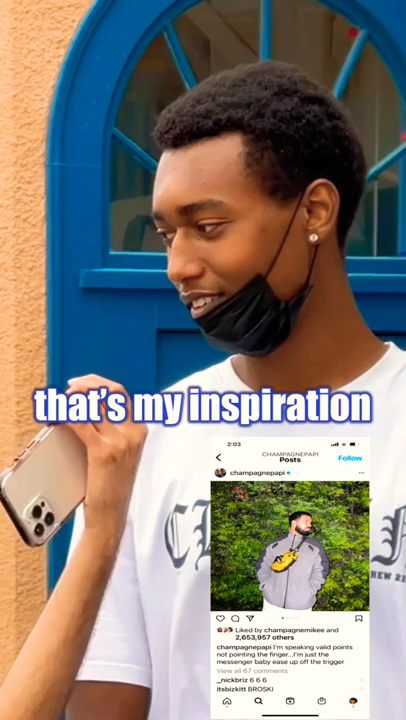 that's my inspiration
2:03
CHAMPAGNEPAPI
Posts
Follow
champagnepapi
Liked by champagnemikee and
2,653,957 others
champagnepapi I'm speaking valid points
not pointing the finger...I'm just the
messenger baby ease up off the trigger
View all 67 comments
_nickbriz 6 6 6
itsbizkitt BROSKI